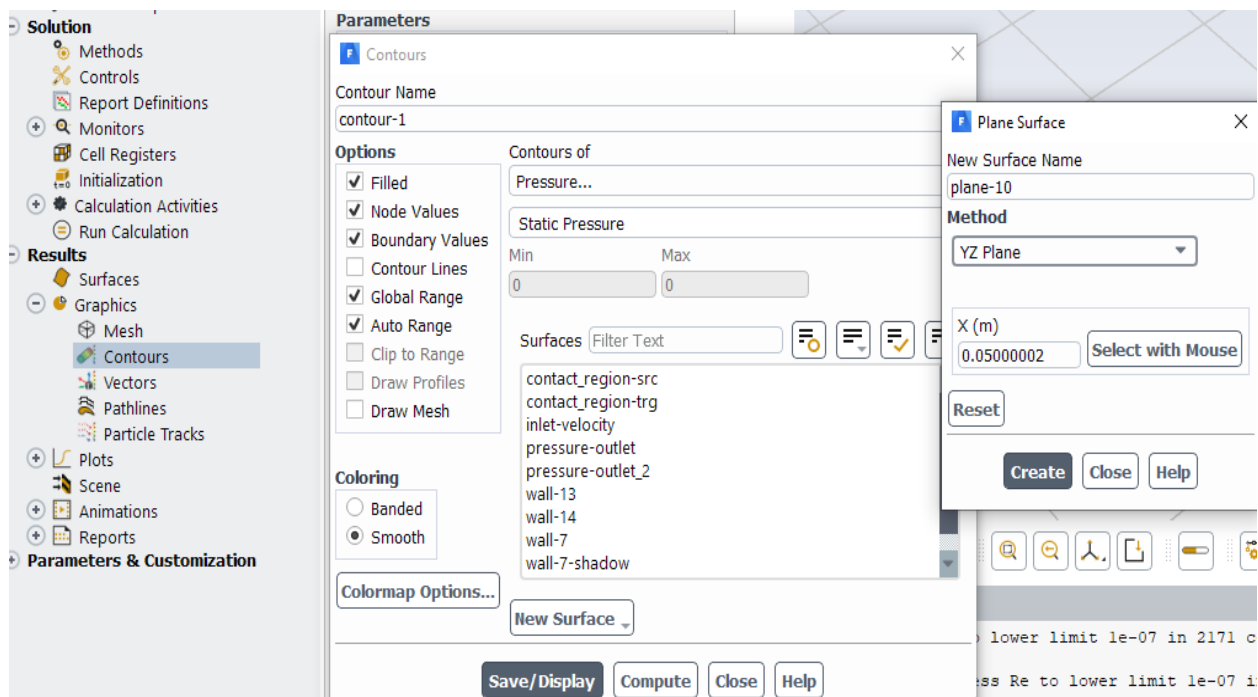 Solution
Methods
Controls
Report Definitions
Monitors
Cell Registers
t=0
Initialization
Calculation Activities
Run Calculation
Results
Surfaces
Graphics
Mesh
Contours
Vectors
Pathlines
Particle Tracks
Plots
Scene
Animations
Reports
Parameters & Customization
Parameters
F Contours
Contour Name
contour-1
Options
Filled
Node Values
Boundary Values
Contour Lines
Global Range
Auto Range
Clip to Range
Draw Profiles
Draw Mesh
Coloring
Banded
Smooth
Colormap Options...
Contours of
Pressure...
Static Pressure
Min Max
0 0
Surfaces Filter Text
contact_region-src
contact_region-trg
inlet-velocity
pressure-outlet
pressure-outlet_2
wall-13
wall-14
wall-7
wall-7-shadow
New Surface
Save/Display Compute Close Help
F Plane Surface
New Surface Name
plane-10
Method
YZ Plane
X (m)
0.05000002 Select with Mouse
Reset
Create Close Help
lower limit 1e-07 in 2171
Re to lower limit 1e-07